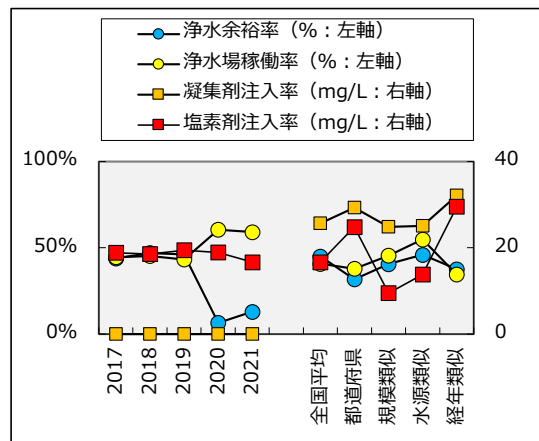 浄水余裕率（%：左軸）
浄水場稼働率（%：左軸）
凝集剤注入率（mg/L：右軸）
塩素剤注入率（mg/L：右軸）
100%
50%
0%
40
20
0
2017
2018
2019
2020
2021
全国平均
都道府県
規模類似
水源類似
経年類似